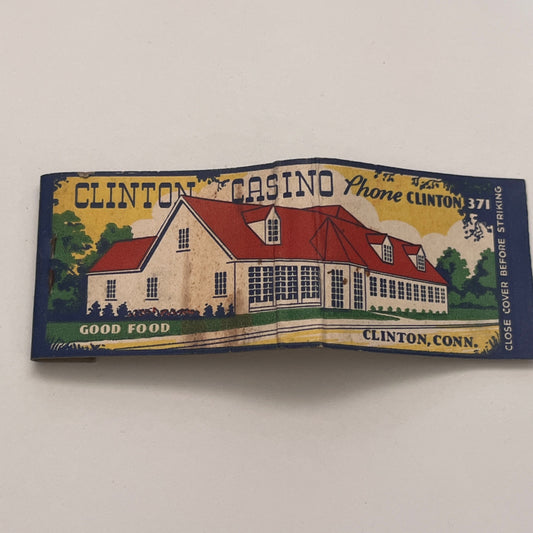 CLINTON CASINO Phone CLINTON 371
GOOD FOOD
CLINTON, CONN.
CLOSE COVER BEFORE STRIKING